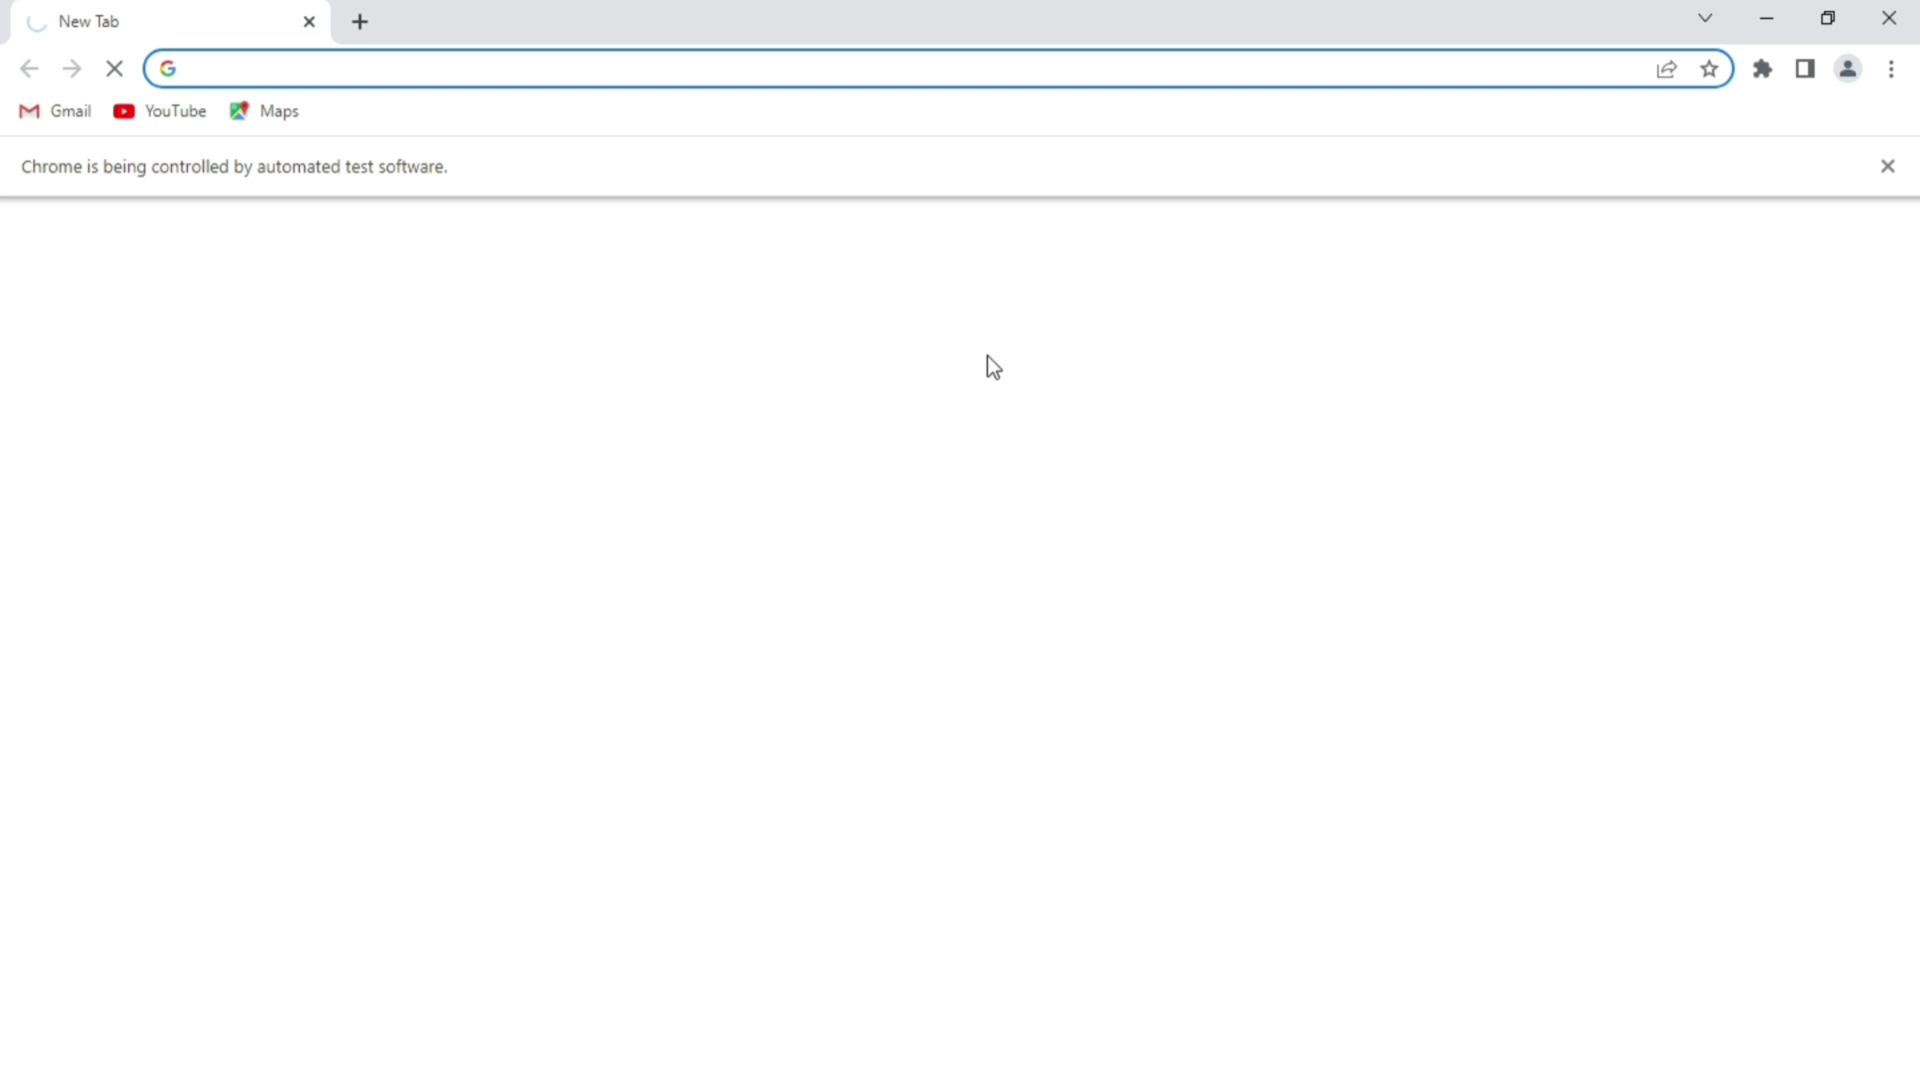 New Tab
Gmail YouTube Maps
Chrome is being controlled by automated test software.